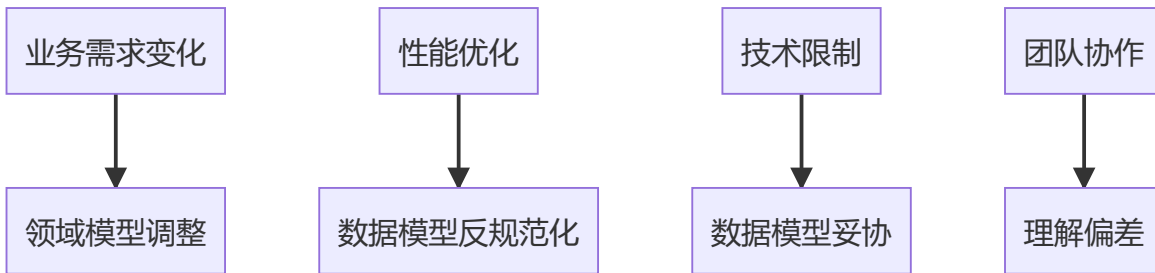 业务需求变化
性能优化
技术限制
团队协作
领域模型调整
数据模型反规范化
数据模型妥协
理解偏差